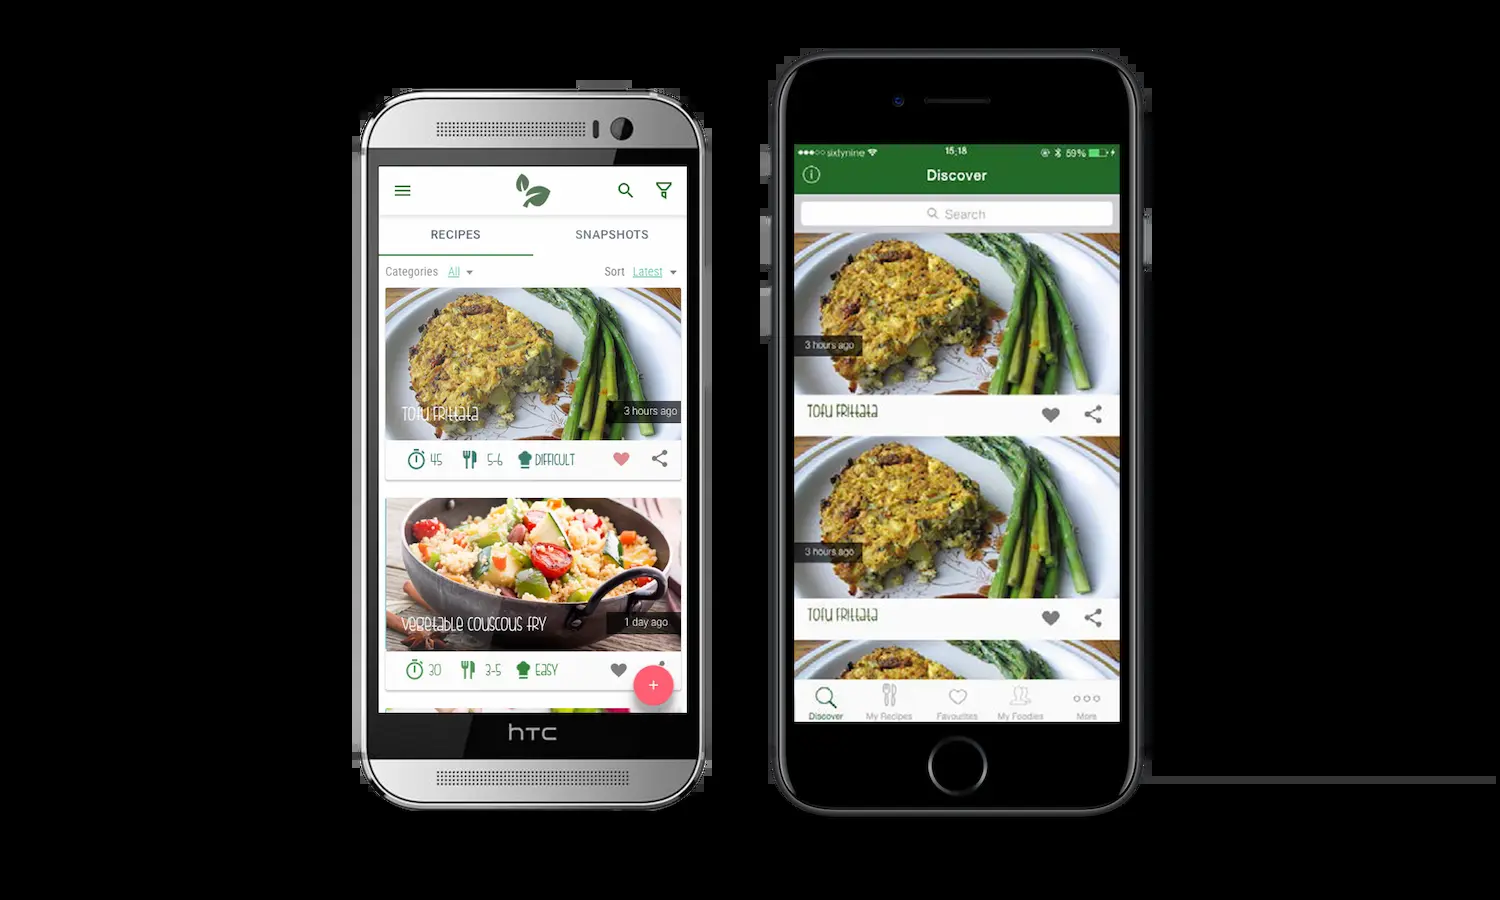 RECIPES SNAPSHOTS
Categories All Sort Latest
Tofu Frittata
3 hours ago
45 5-6 DIFFICULT
Vegetable Couscous Fry
1 day ago
30 3-5 EASY
+
hTC
sixtynine 15:18 59%
Discover
Search
3 hours ago
Tofu Frittata
3 hours ago
Tofu Frittata
Discover My Recipes Favourites My Foodies More